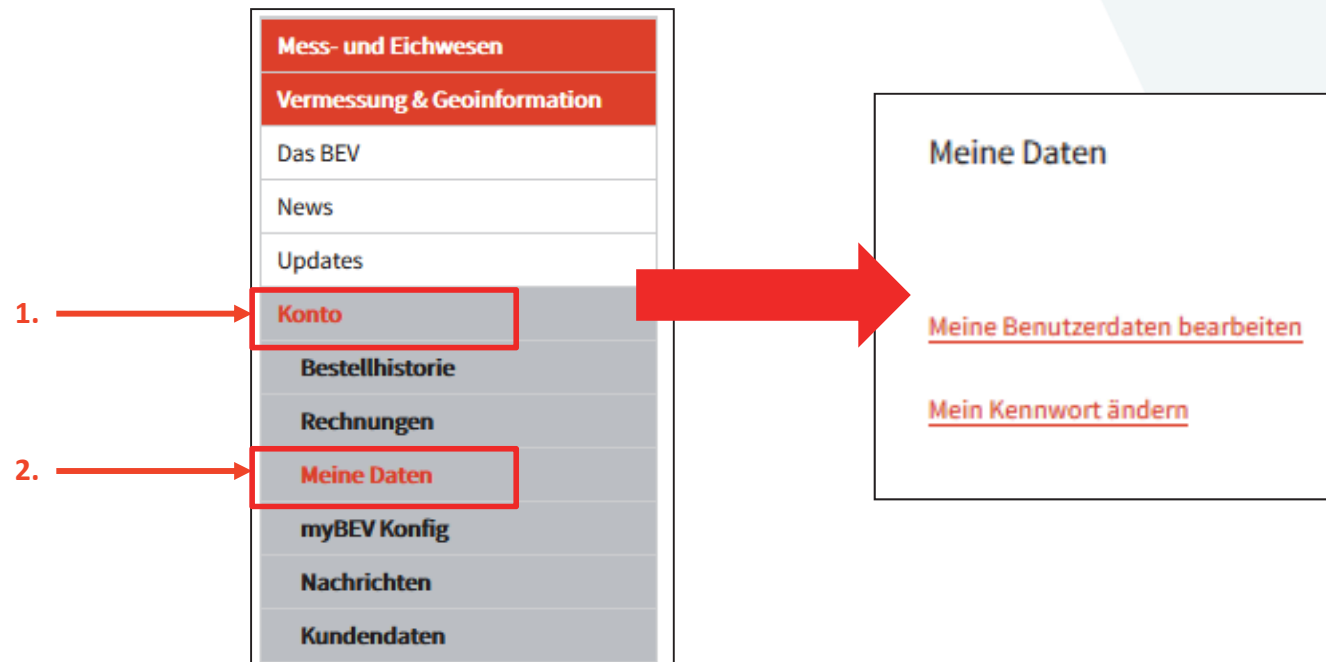 Mess- und Eichwesen
Vermessung & Geoinformation
Das BEV
News
Updates
1.
Konto
Bestellhistorie
Rechnungen
2.
Meine Daten
myBEV Konfig
Nachrichten
Kundendaten
Meine Daten
Meine Benutzerdaten bearbeiten
Mein Kennwort ändern